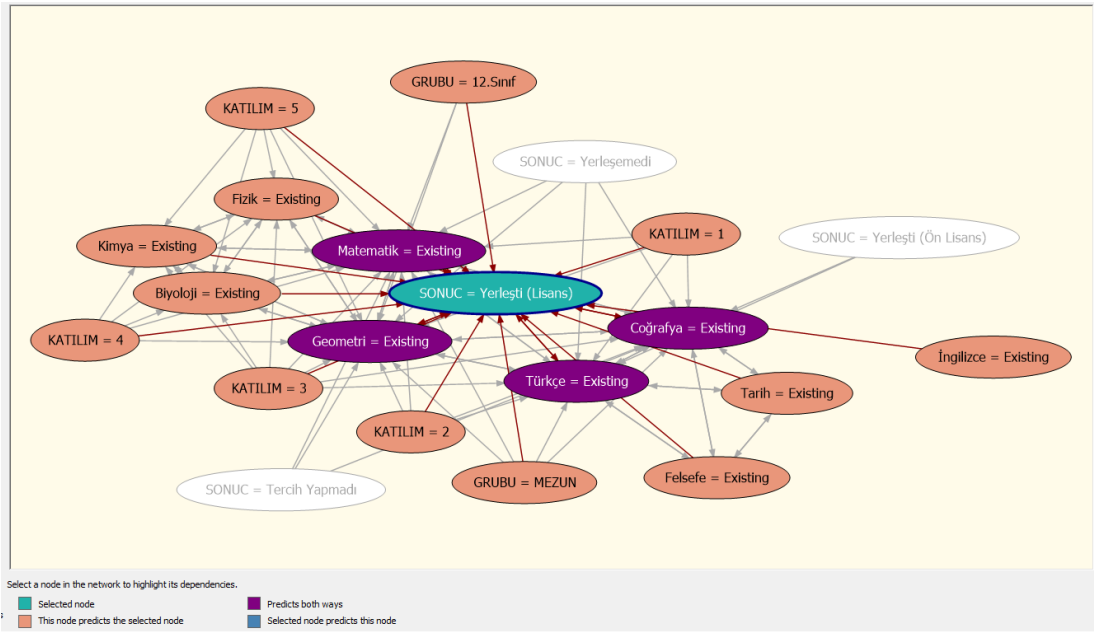 GRUBU = 12.Sınıf
KATILIM = 5
SONUC = Yerleşemedi
Fizik = Existing
KATILIM = 1
SONUC = Yerleşti (Ön Lisans)
Kimya = Existing
Matematik = Existing
Biyoloji = Existing
SONUC = Yerleşti (Lisans)
Coğrafya = Existing
KATILIM = 4
Geometri = Existing
İngilizce = Existing
KATILIM = 3
Türkçe = Existing
Tarih = Existing
KATILIM = 2
Felsefe = Existing
GRUBU = MEZUN
SONUC = Tercih Yapmadı
Select a node in the network to highlight its dependencies.
Selected node
Predicts both ways
This node predicts the selected node
Selected node predicts this node